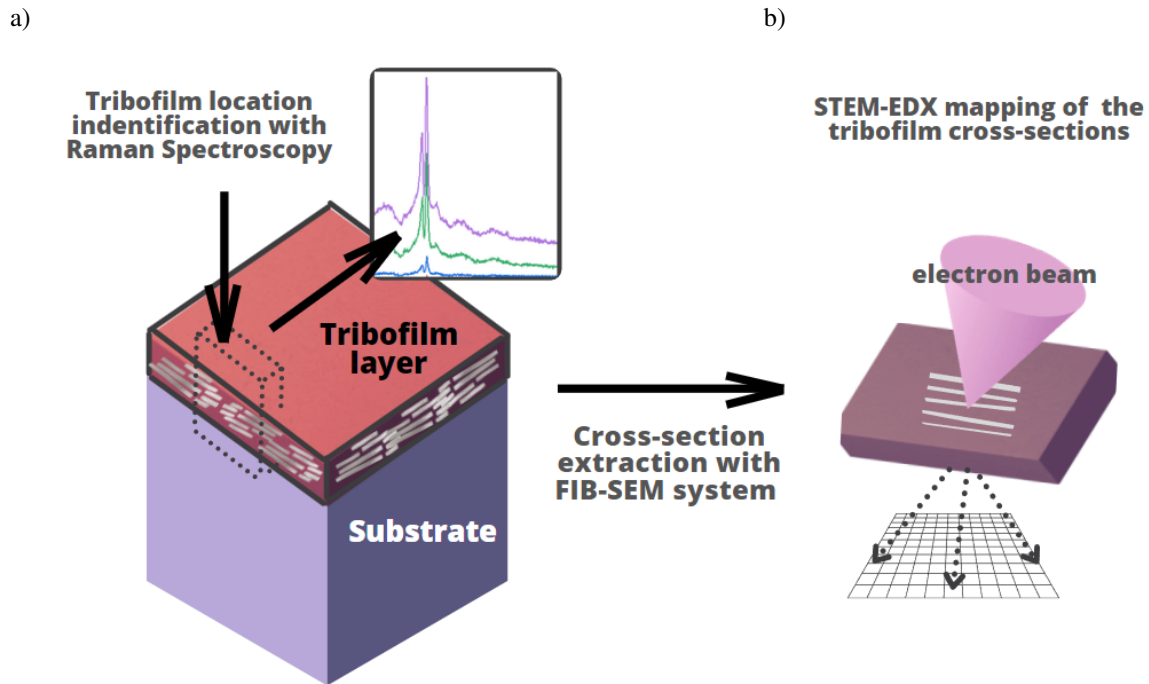 a)
b)
Tribofilm location
indentification with
Raman Spectroscopy
STEM-EDX mapping of the
tribofilm cross-sections
electron beam
Tribofilm
layer
Cross-section
extraction with
FIB-SEM system
Substrate